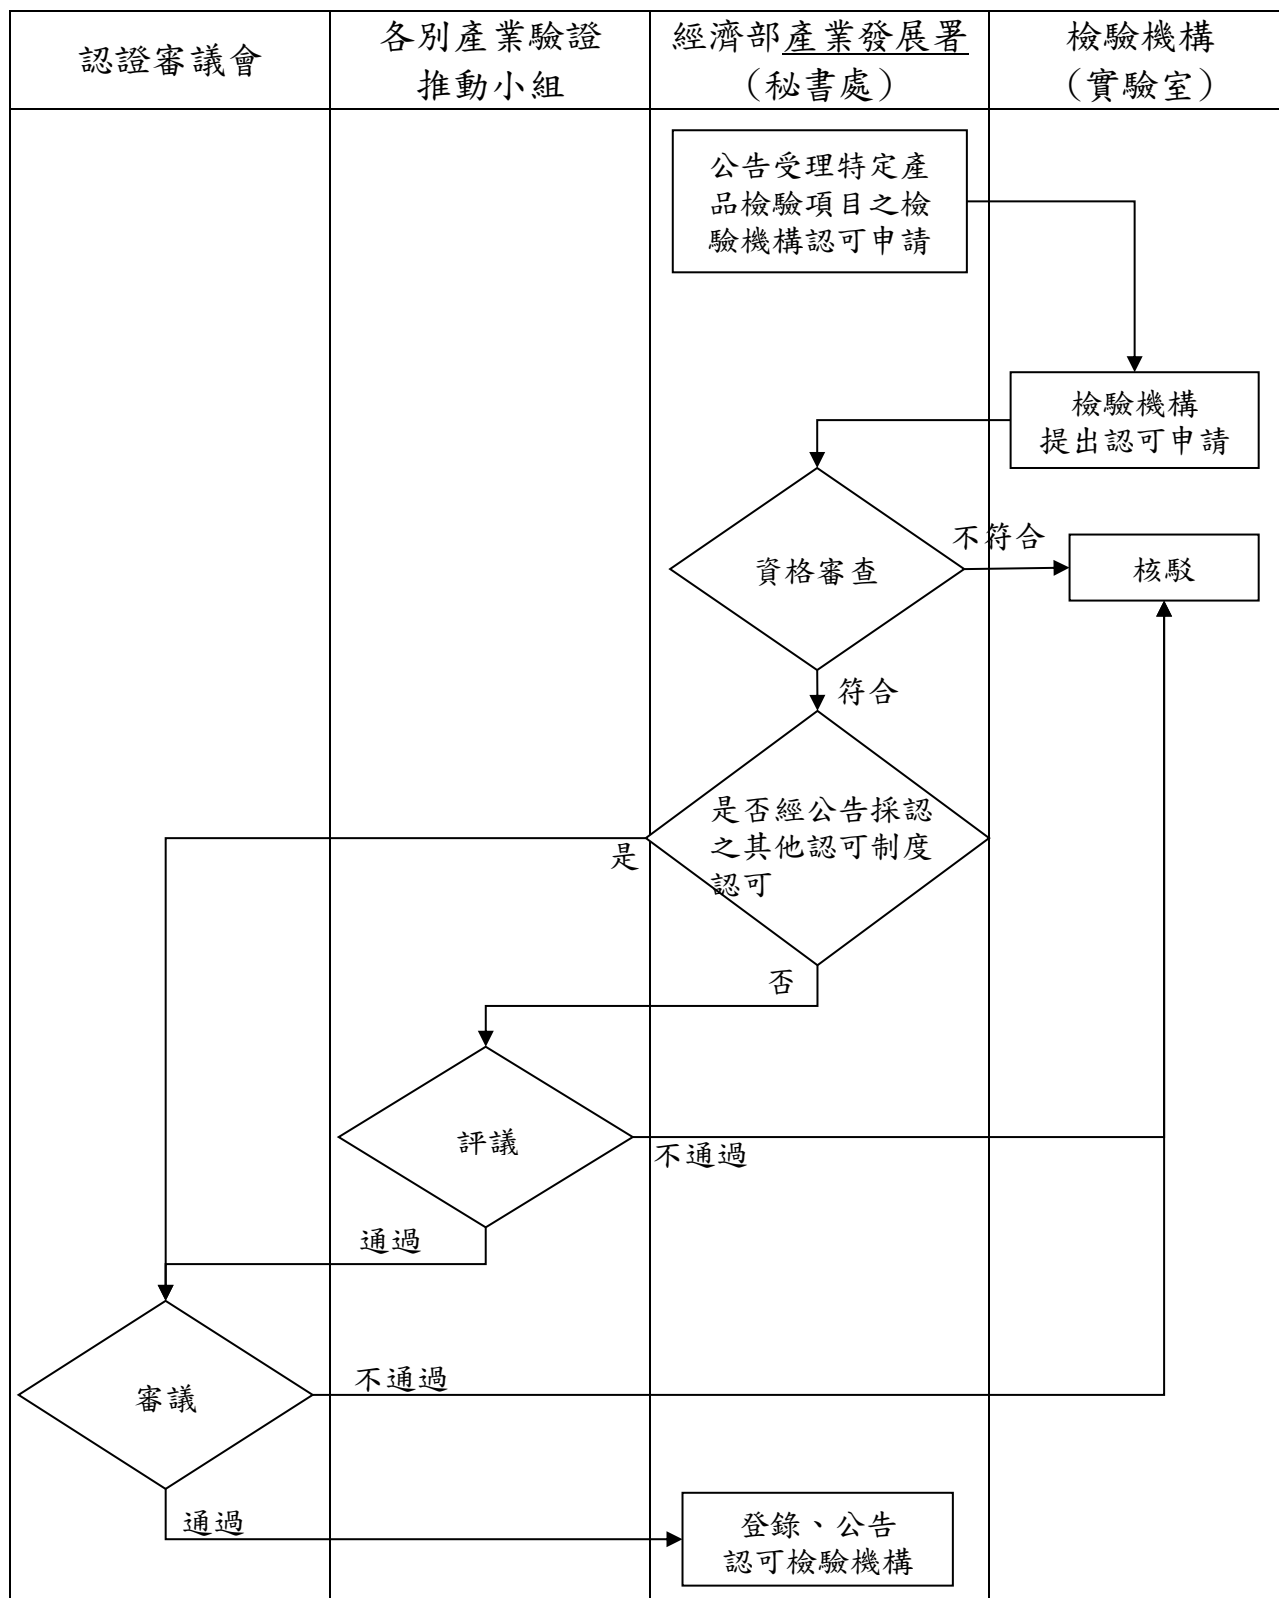 認證審議會
各別產業驗證
推動小組
經濟部產業發展署
（秘書處）
檢驗機構
（實驗室）
公告受理特定產
品檢驗項目之檢
驗機構認可申請
檢驗機構
提出認可申請
資格審查
不符合
核駁
符合
是否經公告採認
之其他認可制度
認可
是
否
評議
不通過
通過
審議
不通過
通過
登錄、公告
認可檢驗機構